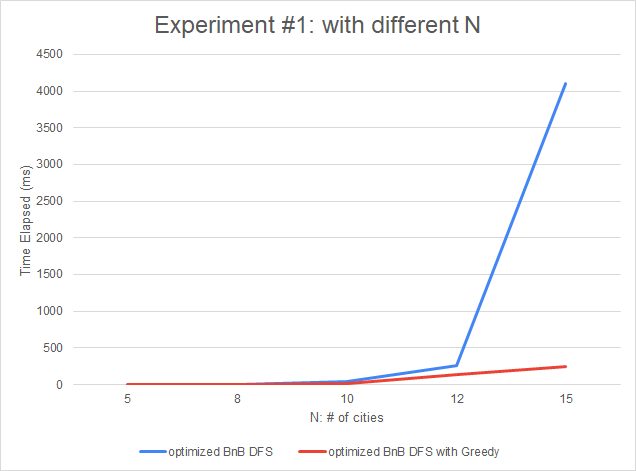 Experiment #1: with different N
4500
4000
3500
3000
2500
2000
1500
1000
500
0
Time Elapsed (ms)
5 8 10 12 15
N: # of cities
optimized BnB DFS optimized BnB DFS with Greedy